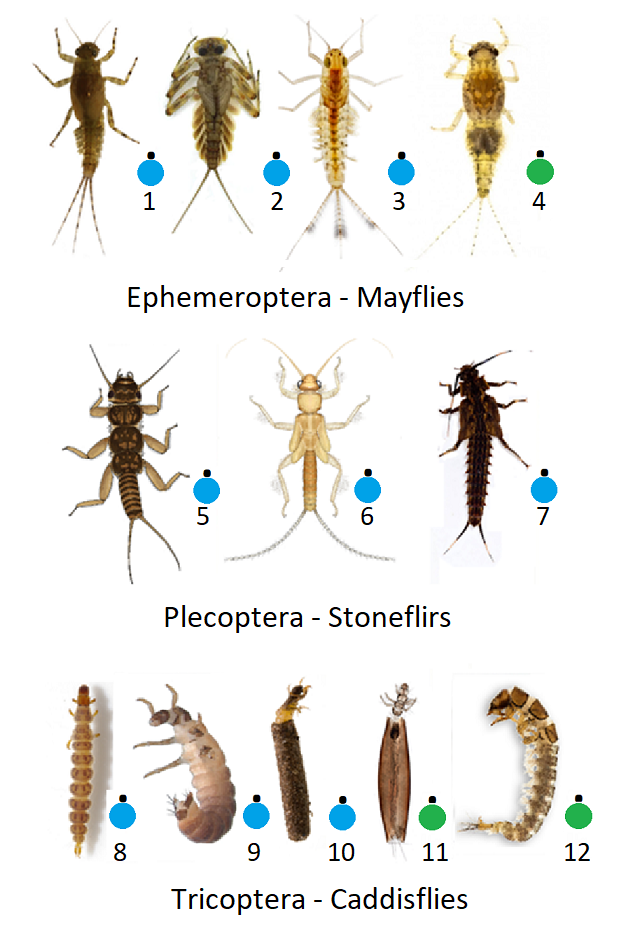 1 2 3 4
Ephemeroptera - Mayflies
5 6 7
Plecoptera - Stoneflirs
8 9 10 11 12
Tricoptera - Caddisflies